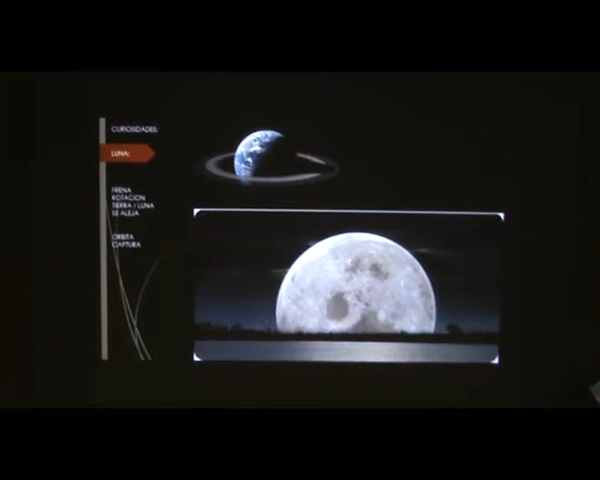 CURIOSIDADES:
LUNA:
FRENA
ROTACION
TIERRA / LUNA
SE ALEJA
ORBITA
CAPTURA